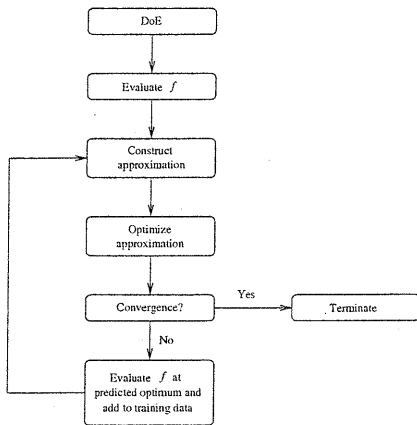 DoE
Evaluate f
Construct
approximation
Optimize
approximation
Convergence?
Yes
Terminate
No
Evaluate f at
predicted optimum and
add to training data